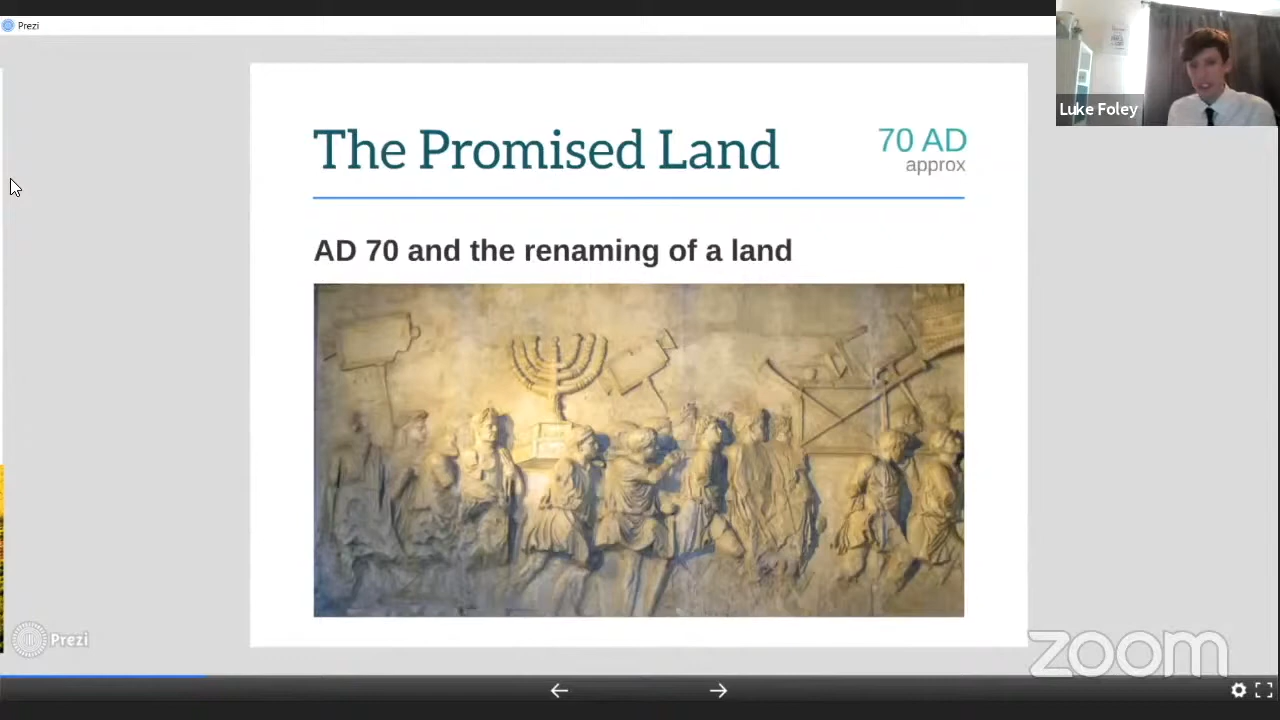 Prezi
Luke Foley
The Promised Land
70 AD
approx
AD 70 and the renaming of a land
Prezi
zoom